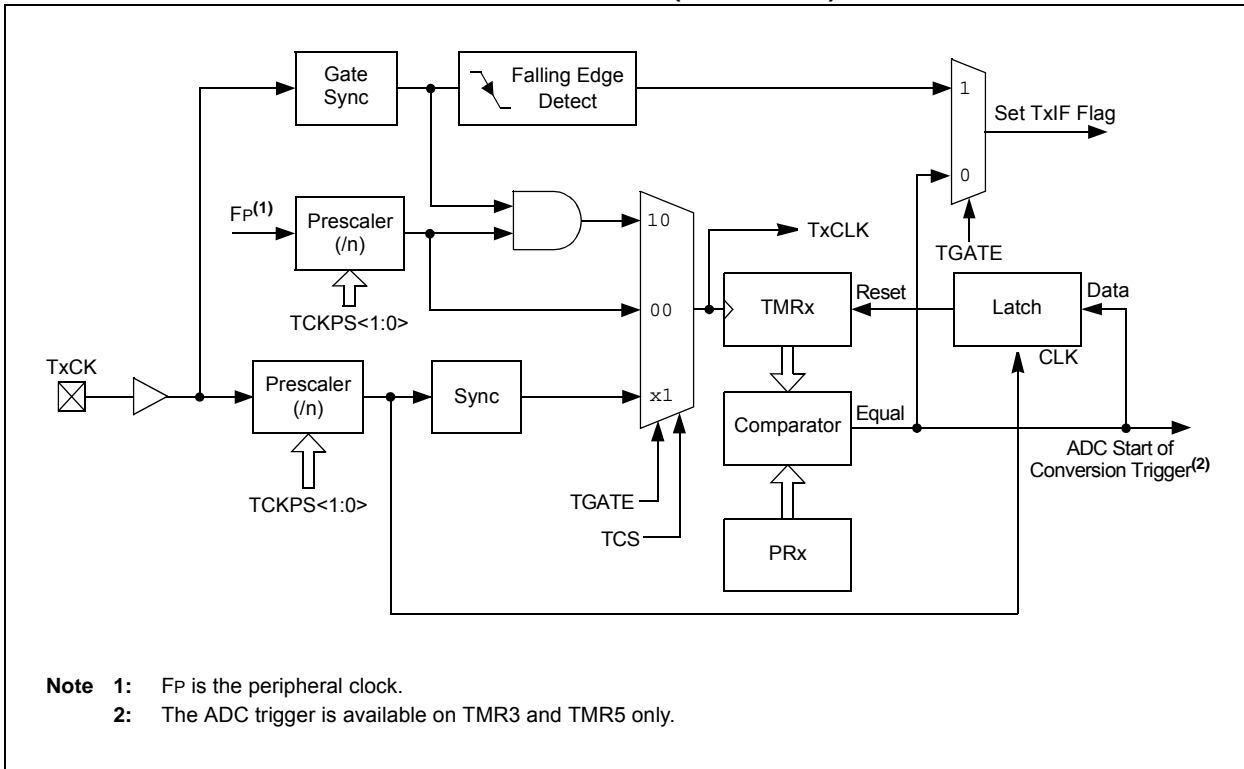 Gate
Sync
Falling Edge
Detect
1
Set TxIF Flag
0
TGATE
FP(1)
Prescaler
(/n)
TCKPS<1:0>
10
00
x1
TxCLK
TMRx
Reset
Latch
Data
CLK
TxCK
Prescaler
(/n)
TCKPS<1:0>
Sync
Comparator
Equal
ADC Start of
Conversion Trigger(2)
TGATE
TCS
PRx
Note 1: FP is the peripheral clock.
2: The ADC trigger is available on TMR3 and TMR5 only.